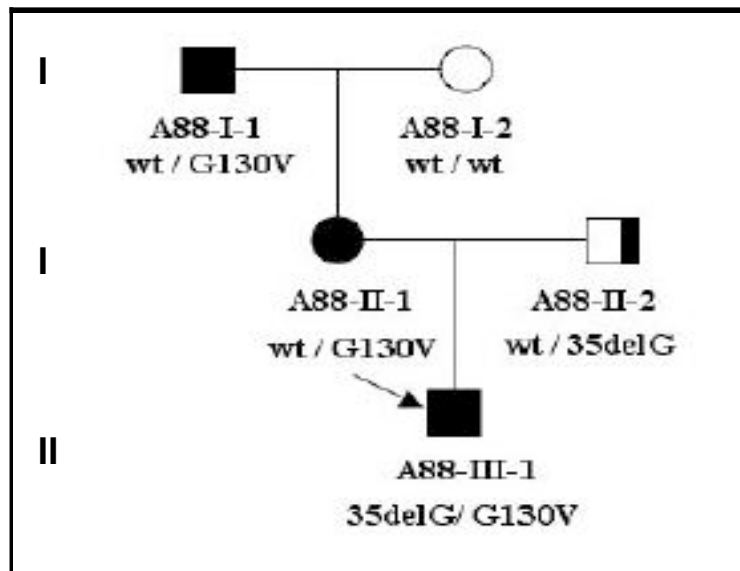 I
A88-I-1 A88-I-2
wt / G130V wt / wt
I
A88-II-1 A88-II-2
wt / G130V wt / 35delG
II
A88-III-1
35delG/ G130V